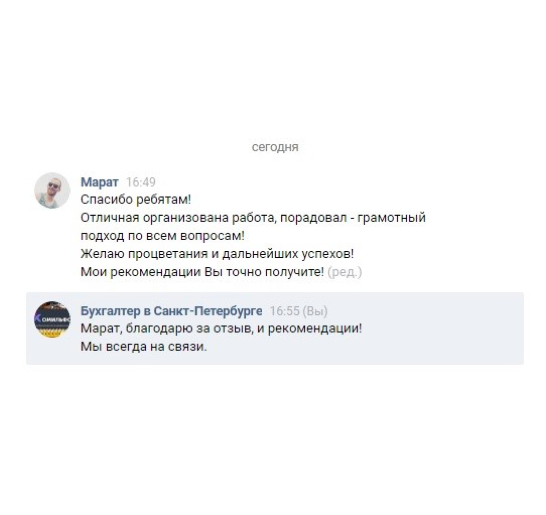 сегодня
Марат 16:49
Спасибо ребятам!
Отличная организована работа, порадовал - грамотный
подход по всем вопросам!
Желаю процветания и дальнейших успехов!
Мои рекомендации Вы точно получите! (ред.)
Бухгалтер в Санкт-Петербурге 16:55 (Вы)
Марат, благодарю за отзыв, и рекомендации!
Мы всегда на связи.